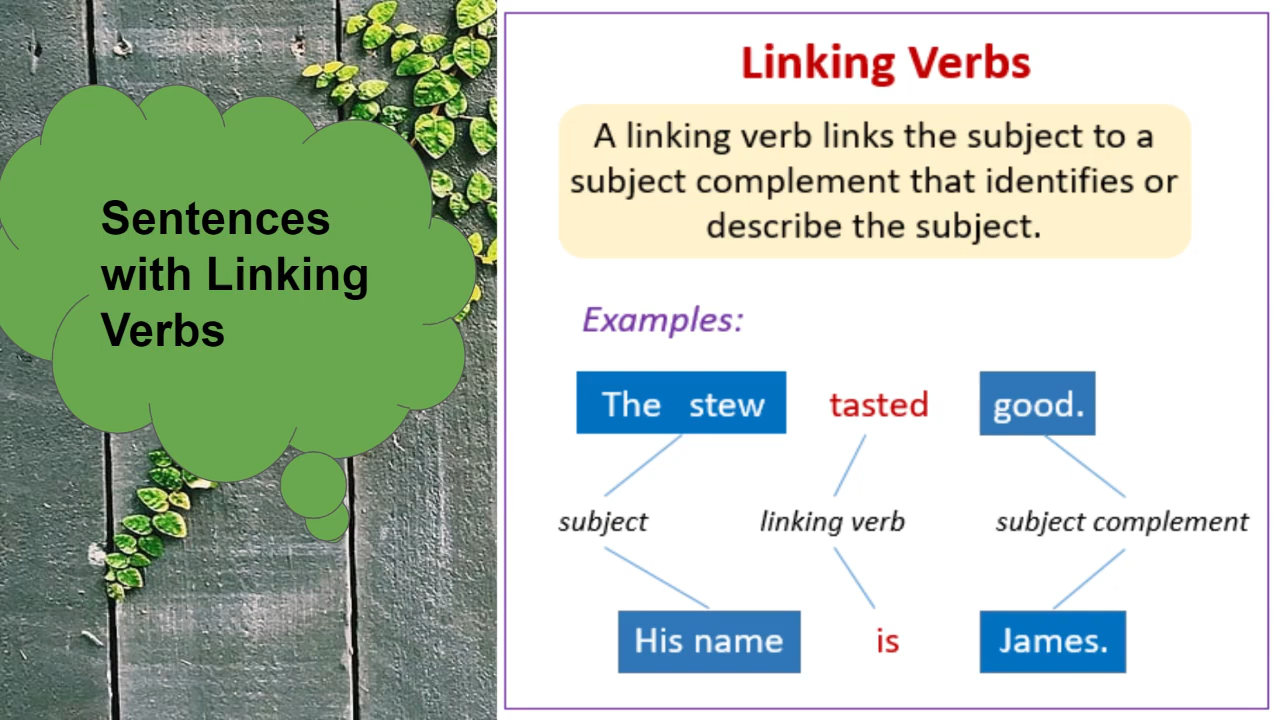 Sentences
with Linking
Verbs
Linking Verbs
A linking verb links the subject to a
subject complement that identifies or
describe the subject.
Examples:
The stew tasted good.
subject linking verb subject complement
His name is James.